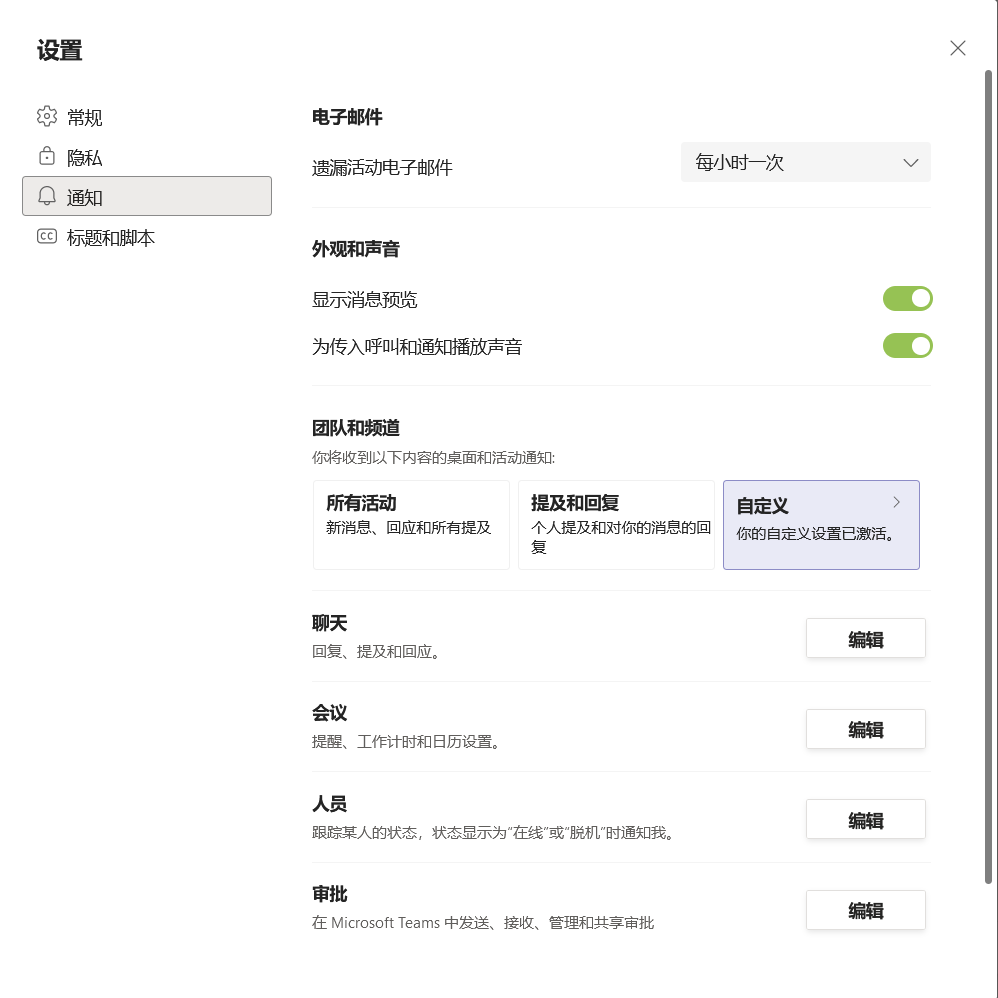 设置
常规
隐私
通知
CC
标题和脚本
电子邮件
遗漏活动电子邮件
每小时一次
外观和声音
显示消息预览
为传入呼叫和通知播放声音
团队和频道
你将收到以下内容的桌面和活动通知:
所有活动
新消息、回应和所有提及
提及和回复
个人提及和对你的消息的回
复
自定义
你的自定义设置已激活。
聊天
回复、提及和回应。
编辑
会议
提醒、工作计时和日历设置。
编辑
人员
跟踪某人的状态，状态显示为“在线”或“脱机”时通知我。
编辑
审批
在 Microsoft Teams 中发送、接收、管理和共享审批
编辑